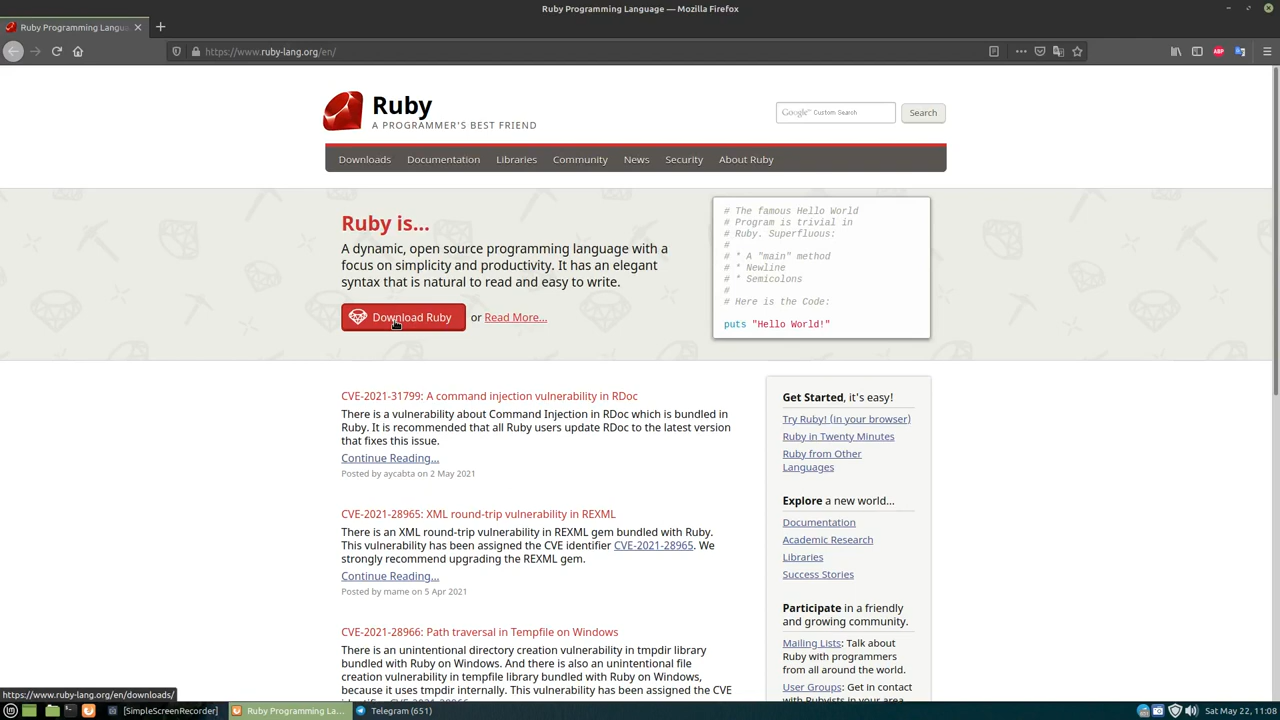 Ruby Programming Language — Mozilla Firefox
Ruby Programming Langua
https://www.ruby-lang.org/en/
ABP
Ruby
A PROGRAMMER'S BEST FRIEND
Google™ Custom Search
Search
Downloads Documentation Libraries Community News Security About Ruby
Ruby is...
A dynamic, open source programming language with a
focus on simplicity and productivity. It has an elegant
syntax that is natural to read and easy to write.
Download Ruby or Read More...
# The famous Hello World
# Program is trivial in
# Ruby. Superfluous:
#
# * A "main" method
# * Newline
# * Semicolons
#
# Here is the Code:
puts "Hello World!"
CVE-2021-31799: A command injection vulnerability in RDoc
There is a vulnerability about Command Injection in RDoc which is bundled in
Ruby. It is recommended that all Ruby users update RDoc to the latest version
that fixes this issue.
Continue Reading...
Posted by aycabta on 2 May 2021
CVE-2021-28965: XML round-trip vulnerability in REXML
There is an XML round-trip vulnerability in REXML gem bundled with Ruby.
This vulnerability has been assigned the CVE identifier CVE-2021-28965. We
strongly recommend upgrading the REXML gem.
Continue Reading...
Posted by mame on 5 Apr 2021
CVE-2021-28966: Path traversal in Tempfile on Windows
There is an unintentional directory creation vulnerability in tmpdir library
bundled with Ruby on Windows. And there is also an unintentional file
creation vulnerability in tempfile library bundled with Ruby on Windows,
because it uses tmpdir internally. This vulnerability has been assigned the
CVE
Get Started, it's easy!
Try Ruby! (in your browser)
Ruby in Twenty Minutes
Ruby from Other
Languages
Explore a new world...
Documentation
Academic Research
Libraries
Success Stories
Participate in a friendly
and growing community.
Mailing Lists: Talk about
Ruby with programmers
from all around the world.
User Groups: Get in contact
with Rubyists in your area.
https://www.ruby-lang.org/en/downloads/
[SimpleScreenRecorder]
Ruby Programming La...
Telegram (651)
Sat May 22, 11:08